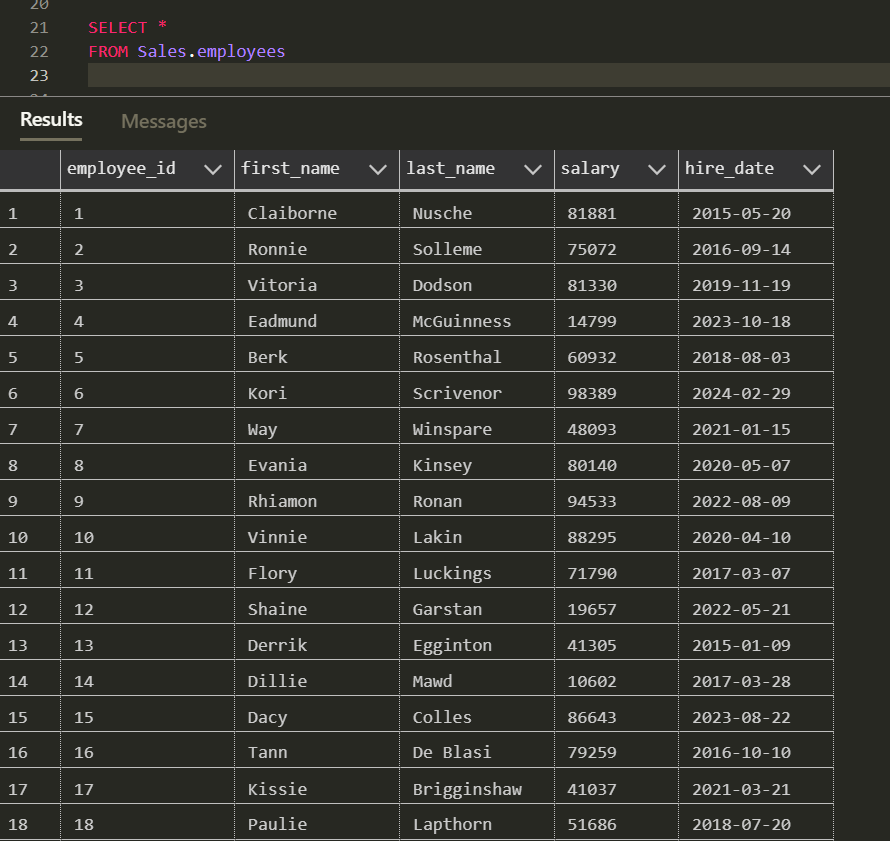 20
21 SELECT *
22 FROM Sales.employees
23
Results Messages
employee_id first_name last_name salary hire_date
1 1 Claiborne Nusche 81881 2015-05-20
2 2 Ronnie Solleme 75072 2016-09-14
3 3 Vitoria Dodson 81330 2019-11-19
4 4 Eadmund McGuinness 14799 2023-10-18
5 5 Berk Rosenthal 60932 2018-08-03
6 6 Kori Scrivenor 98389 2024-02-29
7 7 Way Winspare 48093 2021-01-15
8 8 Evania Kinsey 80140 2020-05-07
9 9 Rhiamon Ronan 94533 2022-08-09
10 10 Vinnie Lakin 88295 2020-04-10
11 11 Flory Luckings 71790 2017-03-07
12 12 Shaine Garstan 19657 2022-05-21
13 13 Derrik Egginton 41305 2015-01-09
14 14 Dillie Mawd 10602 2017-03-28
15 15 Dacy Colles 86643 2023-08-22
16 16 Tann De Blasi 79259 2016-10-10
17 17 Kissie Brigginshaw 41037 2021-03-21
18 18 Paulie Lapthorn 51686 2018-07-20